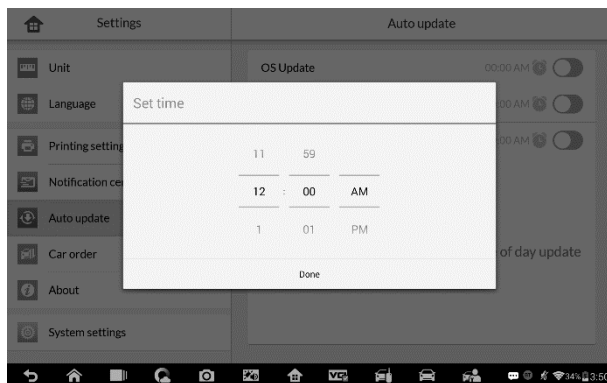 Settings
Auto update
Unit
OS Update
00:00 AM
Language
:00 AM
Set time
Printing setting
:00 AM
11 59
Notification ce
12 : 00 AM
Auto update
1 01 PM
Car order
of day update
Done
About
System settings
VCI
34% 3:50